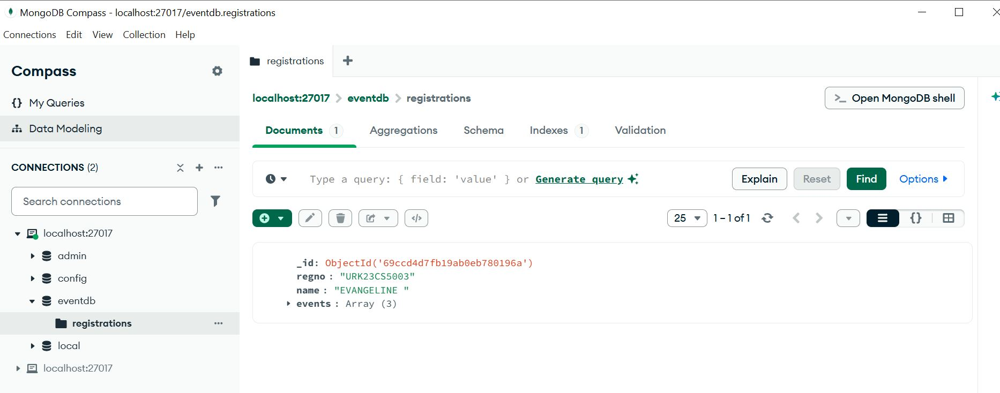 MongoDB Compass - localhost:27017/eventdb.registrations
Connections Edit View Collection Help
Compass
My Queries
Data Modeling
CONNECTIONS (2)
Search connections
localhost:27017
admin
config
eventdb
registrations
local
localhost:27017
registrations
localhost:27017 > eventdb > registrations
>_ Open MongoDB shell
Documents 1 Aggregations Schema Indexes 1 Validation
Type a query: { field: 'value' } or Generate query
Explain Reset Find Options
25 1 – 1 of 1
_id: ObjectId('69ccd4d7fb19ab0eb780196a')
regno : "URK23CS5003"
name : "EVANGELINE "
events : Array (3)